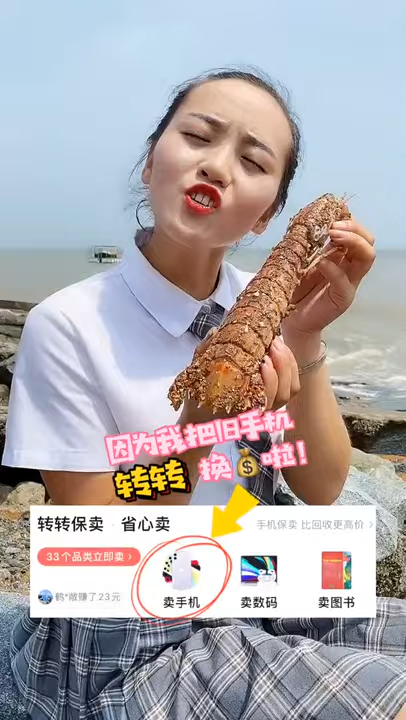 因为我把旧手机
转转 换💰啦!
转转保卖 · 省心卖
手机保卖 比回收更高价 >
33个品类立即卖 >
鹤*敞赚了23元
卖手机
卖数码
卖图书